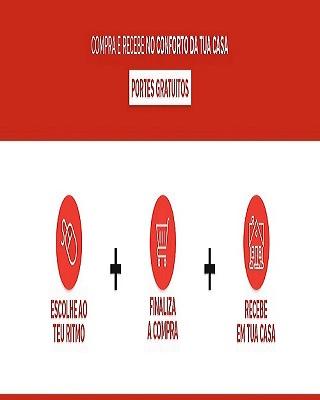 COMPRA E RECEBE NO CONFORTO DA TUA CASA
PORTES GRATUITOS
ESCOLHE AO
TEU RITMO
+
FINALIZA
A COMPRA
+
RECEBE
EM TUA CASA